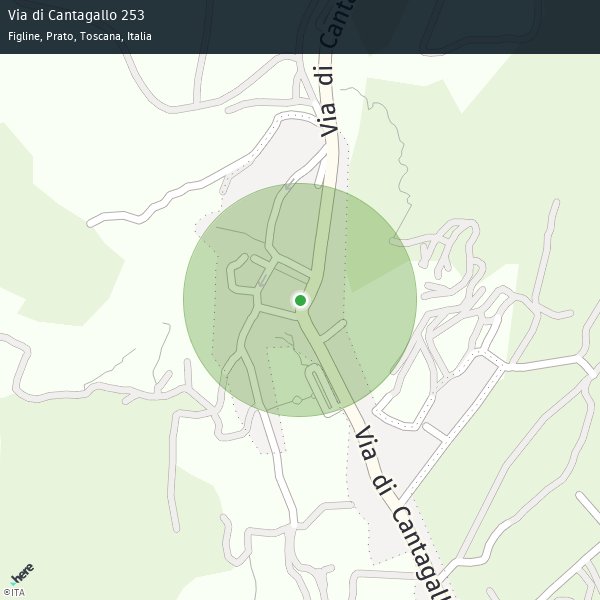 Via di Cantagallo 253
Figline, Prato, Toscana, Italia
Via di Canta
Via di Cantagall
here
©ITA